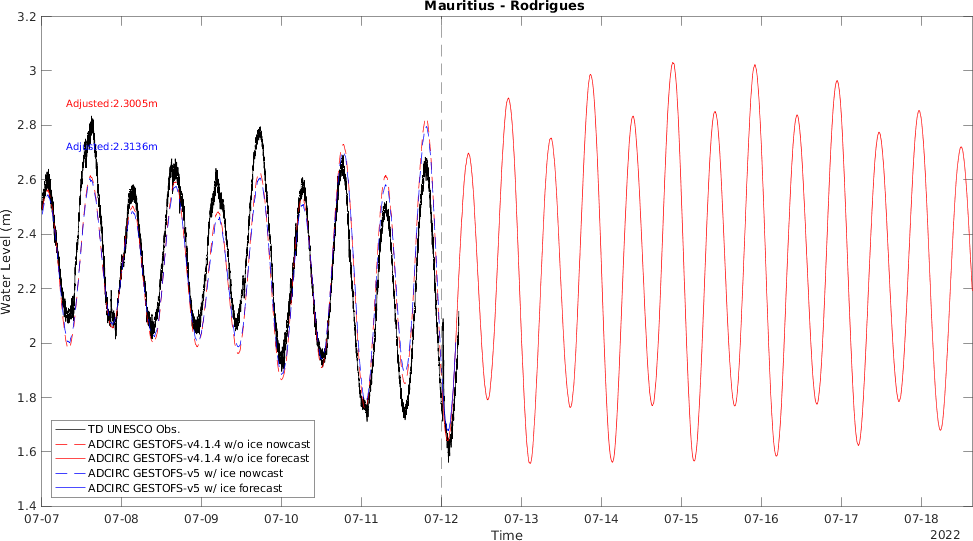 Mauritius - Rodrigues
3.2
3
2.8
2.6
2.4
2.2
2
1.8
1.6
1.4
Water Level (m)
Adjusted:2.3005m
Adjusted:2.3136m
TD UNESCO Obs.
ADCIRC GESTOFS-v4.1.4 w/o ice nowcast
ADCIRC GESTOFS-v4.1.4 w/o ice forecast
ADCIRC GESTOFS-v5 w/ ice nowcast
ADCIRC GESTOFS-v5 w/ ice forecast
07-07 07-08 07-09 07-10 07-11 07-12 07-13 07-14 07-15 07-16 07-17 07-18
Time
2022